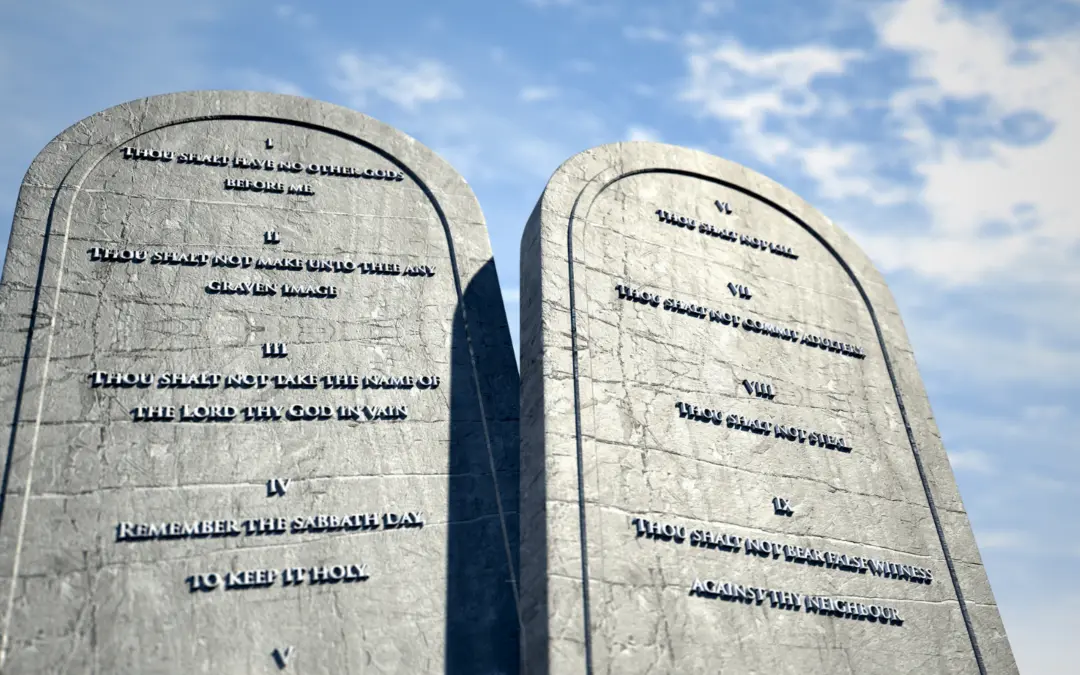 I
THOU SHALT HAVE NO OTHER GODS
BEFORE ME.
II
THOU SHALT NOT MAKE UNTO THEE ANY
GRAVEN IMAGE
III
THOU SHALT NOT TAKE THE NAME OF
THE LORD THY GOD IN VAIN
IV
REMEMBER THE SABBATH DAY,
TO KEEP IT HOLY.
V
VI
THOU SHALT NOT KILL.
VII
THOU SHALT NOT COMMIT ADULTERY.
VIII
THOU SHALT NOT STEAL.
IX
THOU SHALT NOT BEAR FALSE WITNESS
AGAINST THY NEIGHBOUR